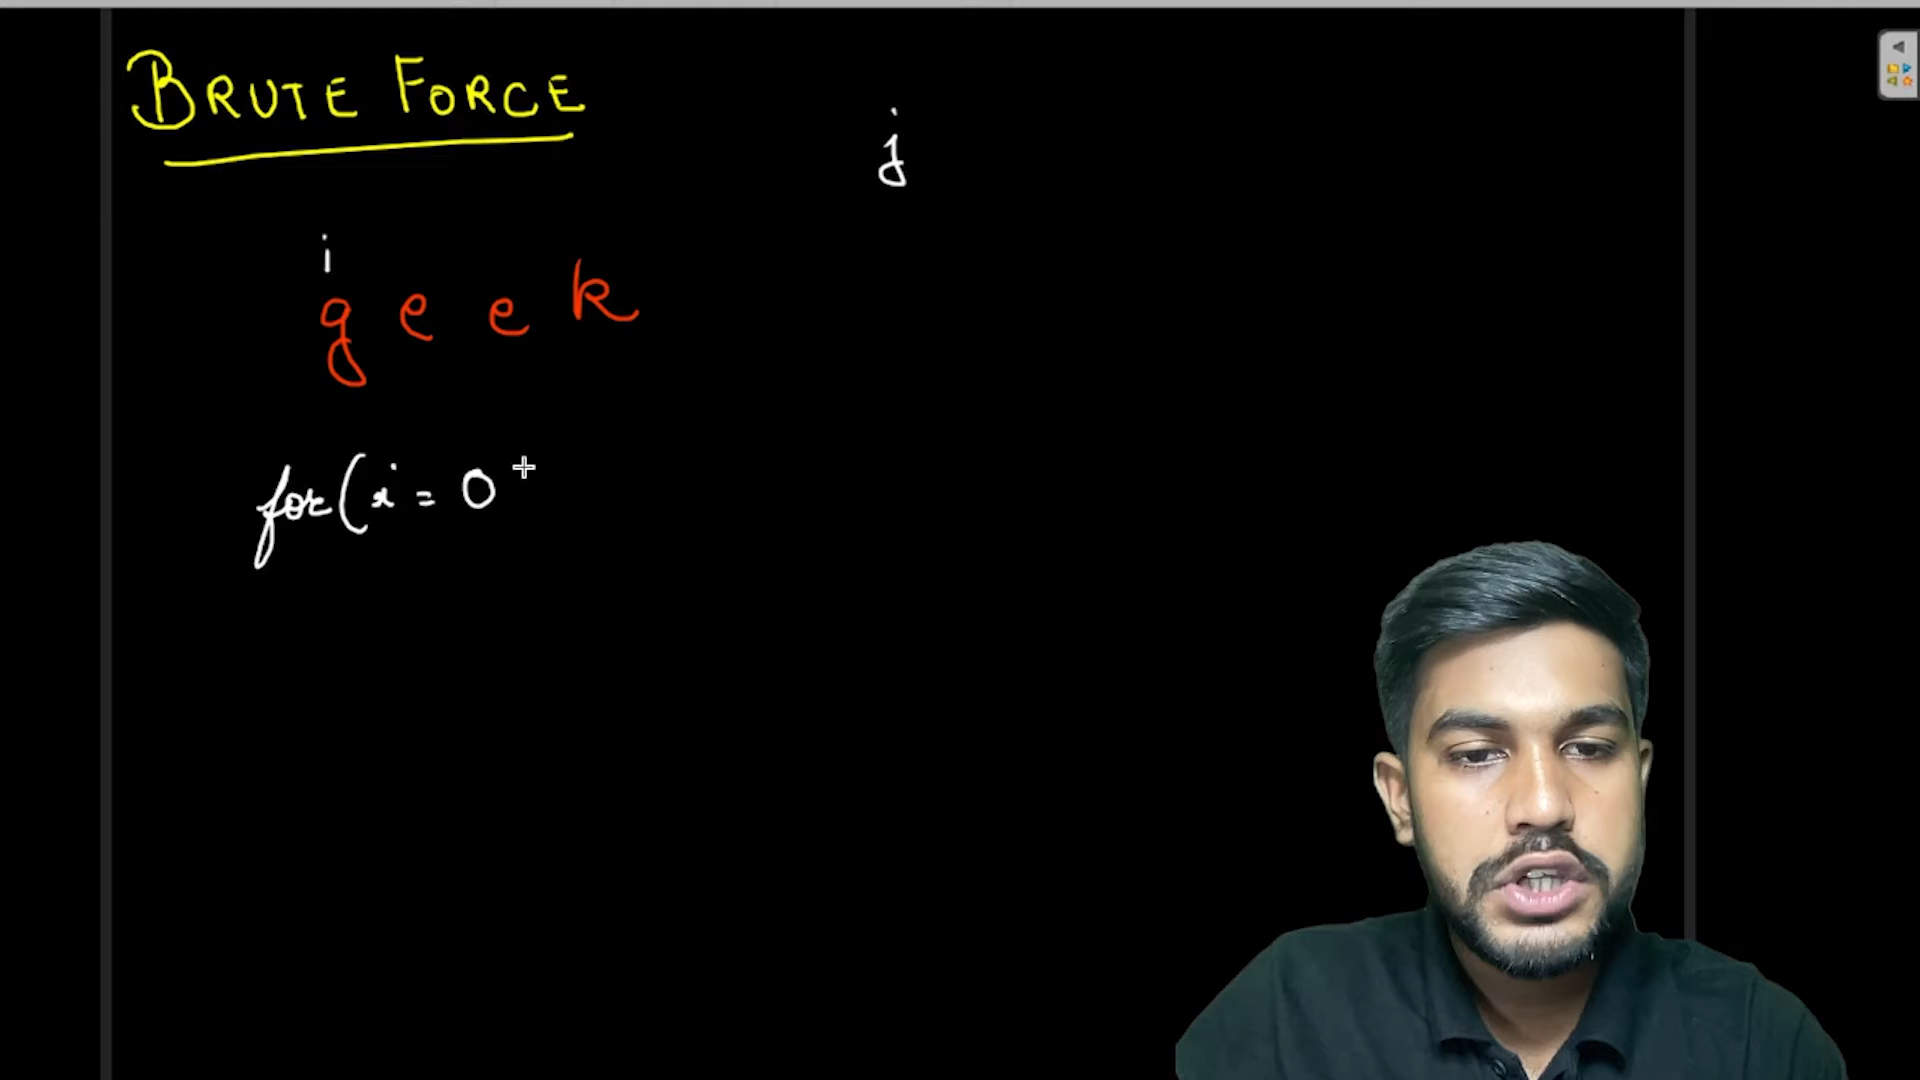 BRUTE FORCE
j
i
g e e k
for(i = 0